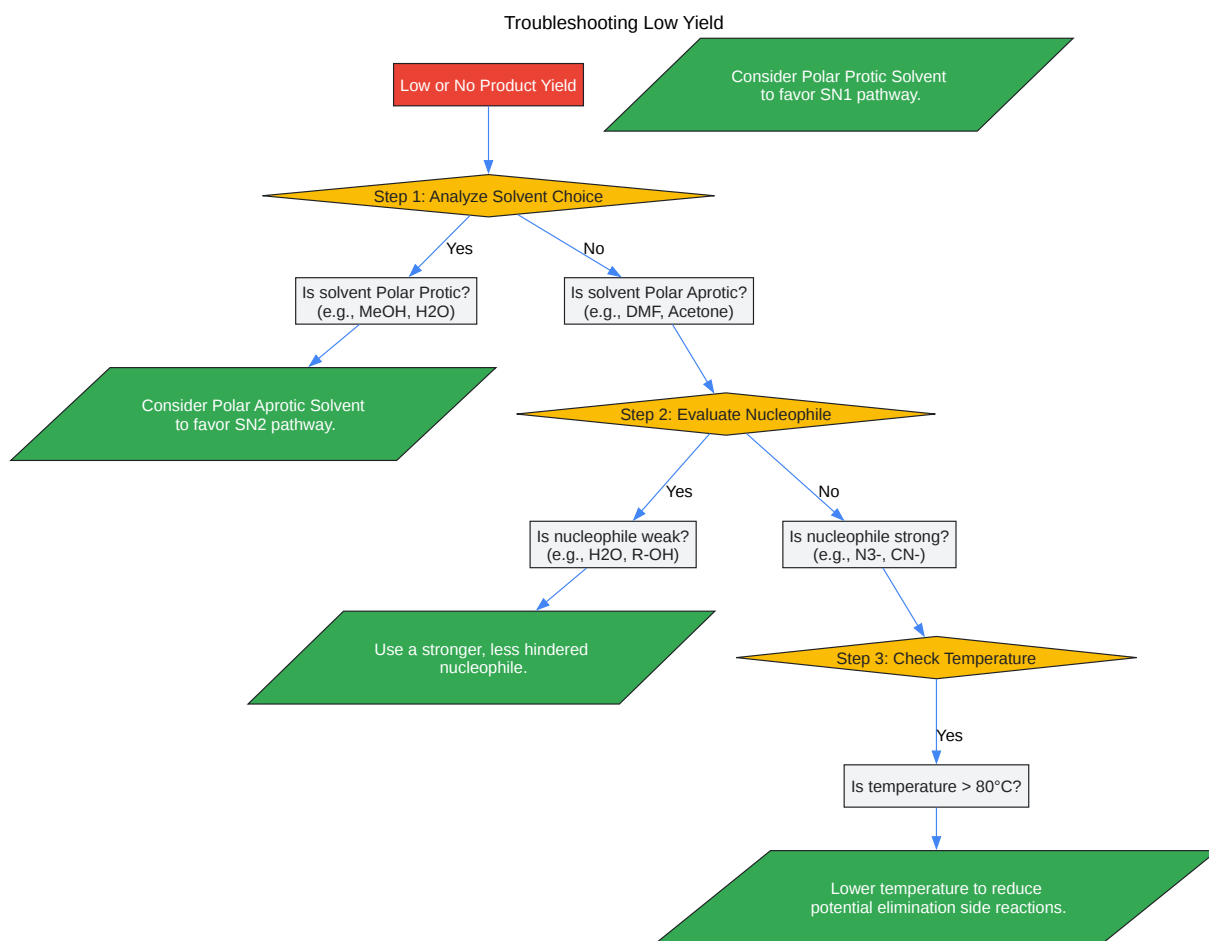 Troubleshooting Low Yield
Low or No Product Yield
Consider Polar Protic Solvent
to favor SN1 pathway.
Step 1: Analyze Solvent Choice
Yes
No
Is solvent Polar Protic?
(e.g., MeOH, H2O)
Is solvent Polar Aprotic?
(e.g., DMF, Acetone)
Consider Polar Aprotic Solvent
to favor SN2 pathway.
Step 2: Evaluate Nucleophile
Yes
No
Is nucleophile weak?
(e.g., H2O, R-OH)
Is nucleophile strong?
(e.g., N3-, CN-)
Use a stronger, less hindered
nucleophile.
Step 3: Check Temperature
Yes
Is temperature > 80°C?
Lower temperature to reduce
potential elimination side reactions.